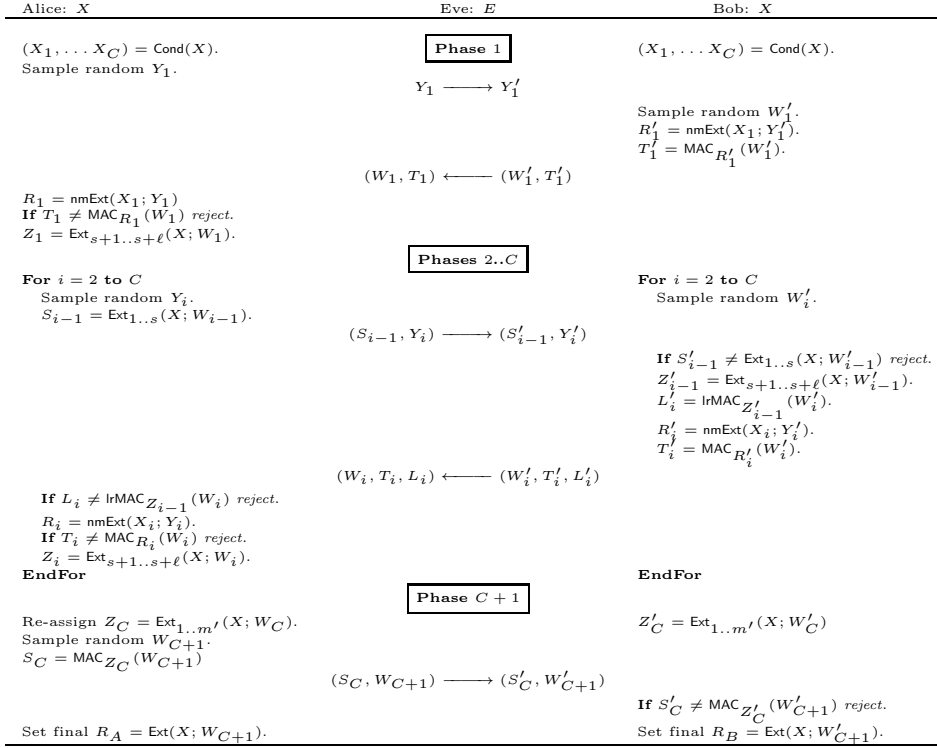 Alice: X Eve: E Bob: X
(X_1, . . . X_C) = Cond(X). Phase 1 (X_1, . . . X_C) = Cond(X).
Sample random Y_1.
Y_1 ⟶ Y′_1
Sample random W′_1.
R′_1 = nmExt(X_1; Y′_1).
T′_1 = MAC_{R′_1}(W′_1).
(W_1, T_1) ⟵ (W′_1, T′_1)
R_1 = nmExt(X_1; Y_1)
If T_1 ≠ MAC_{R_1}(W_1) reject.
Z_1 = Ext_{s+1..s+ℓ}(X; W_1).
Phases 2..C
For i = 2 to C For i = 2 to C
Sample random Y_i. Sample random W′_i.
S_{i−1} = Ext_{1..s}(X; W_{i−1}).
(S_{i−1}, Y_i) ⟶ (S′_{i−1}, Y′_i)
If S′_{i−1} ≠ Ext_{1..s}(X; W′_{i−1}) reject.
Z′_{i−1} = Ext_{s+1..s+ℓ}(X; W′_{i−1}).
L′_i = lrMAC_{Z′_{i−1}}(W′_i).
R′_i = nmExt(X_i; Y′_i).
T′_i = MAC_{R′_i}(W′_i).
(W_i, T_i, L_i) ⟵ (W′_i, T′_i, L′_i)
If L_i ≠ lrMAC_{Z_{i−1}}(W_i) reject.
R_i = nmExt(X_i; Y_i).
If T_i ≠ MAC_{R_i}(W_i) reject.
Z_i = Ext_{s+1..s+ℓ}(X; W_i).
EndFor EndFor
Phase C + 1
Re-assign Z_C = Ext_{1..m′}(X; W_C). Z′_C = Ext_{1..m′}(X; W′_C)
Sample random W_{C+1}.
S_C = MAC_{Z_C}(W_{C+1})
(S_C, W_{C+1}) ⟶ (S′_C, W′_{C+1})
If S′_C ≠ MAC_{Z′_C}(W′_{C+1}) reject.
Set final R_A = Ext(X; W_{C+1}). Set final R_B = Ext(X; W′_{C+1}).